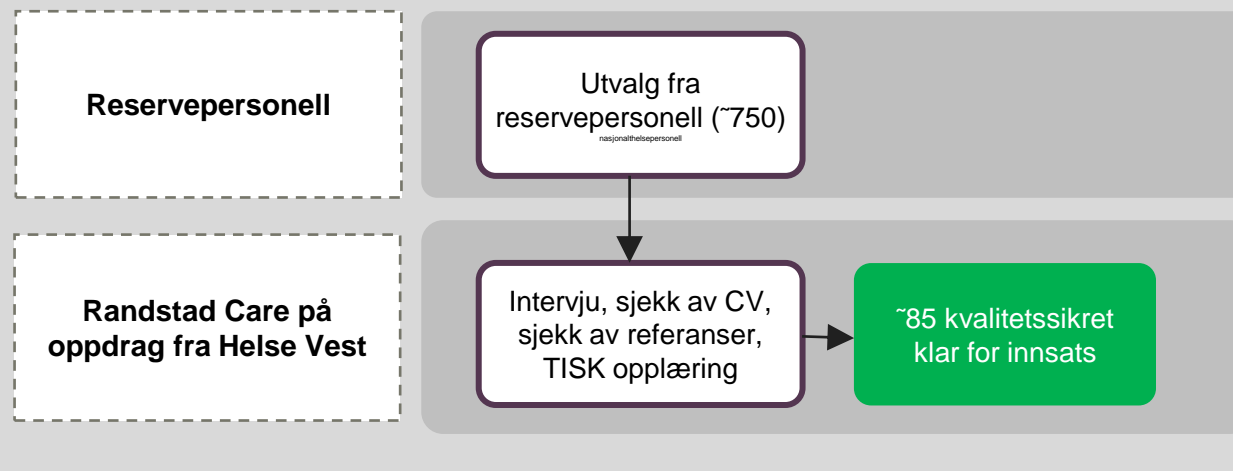 Reservepersonell
Utvalg fra
reservepersonell (~750)
nasjonalthelsepersonell
Randstad Care på
oppdrag fra Helse Vest
Intervju, sjekk av CV,
sjekk av referanser,
TISK opplæring
~85 kvalitetssikret
klar for innsats